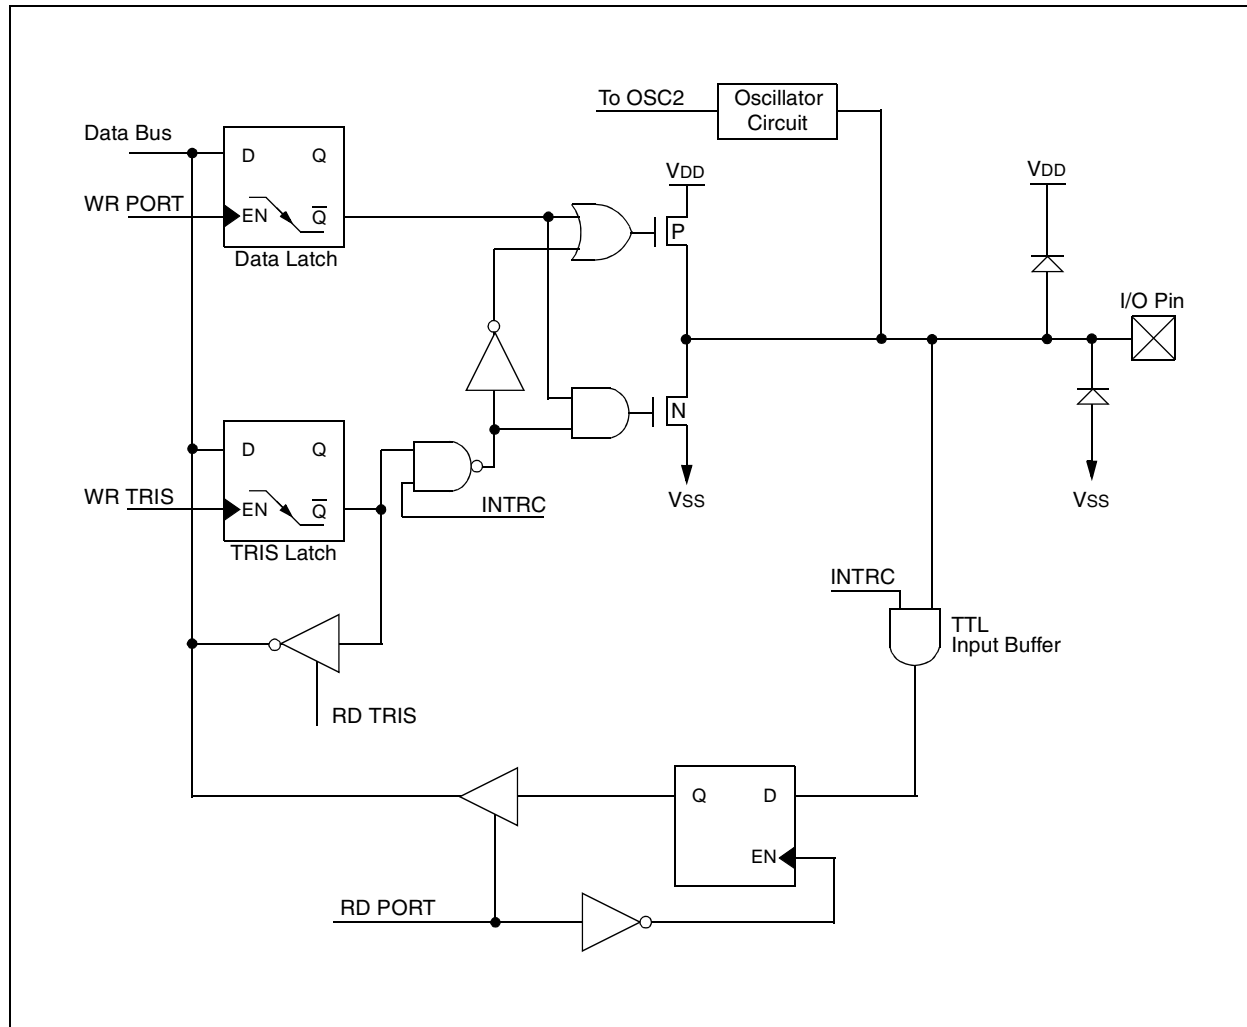 To OSC2
Oscillator
Circuit
Data Bus
D
Q
VDD
VDD
WR PORT
EN
Q̅
P
Data Latch
I/O Pin
N
D
Q
WR TRIS
EN
Q̅
INTRC
VSS
VSS
TRIS Latch
INTRC
TTL
Input Buffer
RD TRIS
Q
D
EN
RD PORT